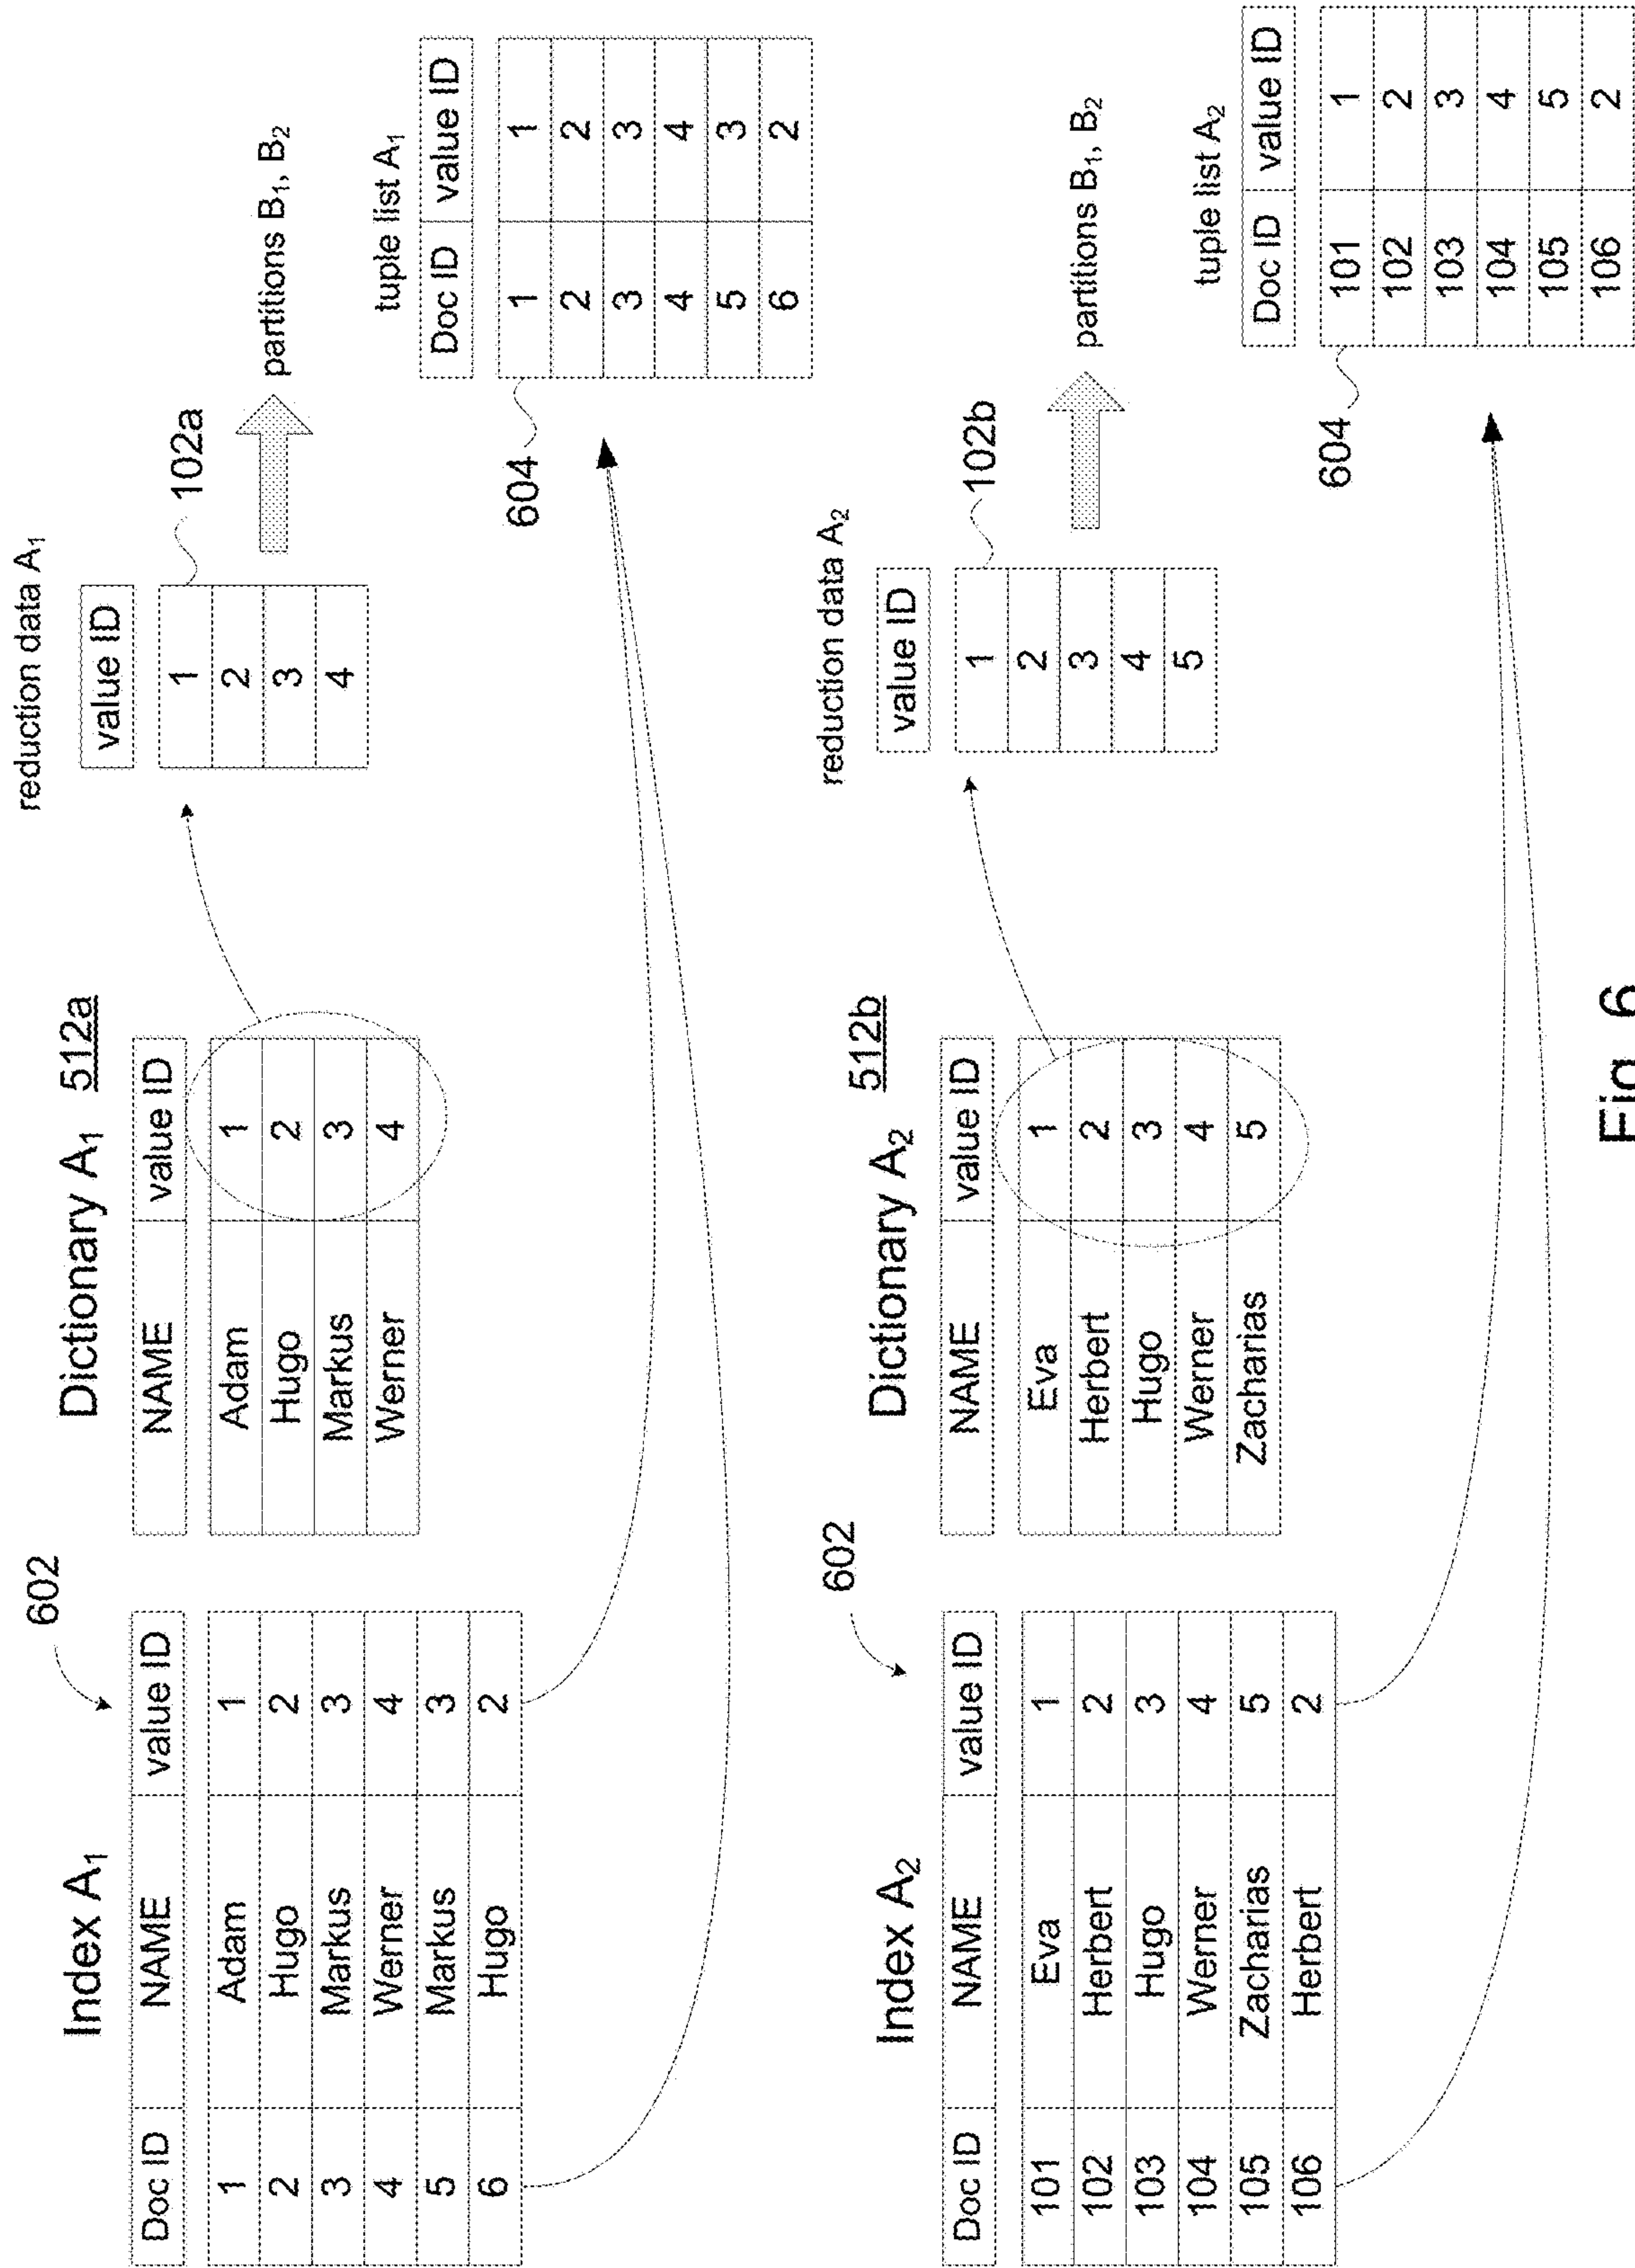 602
Index A₁
Doc ID NAME value ID
1 Adam 1
2 Hugo 2
3 Markus 3
4 Werner 4
5 Markus 3
6 Hugo 2
Dictionary A₁ 512a
NAME value ID
Adam 1
Hugo 2
Markus 3
Werner 4
reduction data A₁
value ID
1
2
3
4
102a
partitions B₁, B₂
tuple list A₁
Doc ID value ID
1 1
2 2
3 3
4 4
5 3
6 2
604
602
Index A₂
Doc ID NAME value ID
101 Eva 1
102 Herbert 2
103 Hugo 3
104 Werner 4
105 Zacharias 5
106 Herbert 2
Dictionary A₂ 512b
NAME value ID
Eva 1
Herbert 2
Hugo 3
Werner 4
Zacharias 5
reduction data A₂
value ID
1
2
3
4
5
102b
partitions B₁, B₂
tuple list A₂
Doc ID value ID
101 1
102 2
103 3
104 4
105 5
106 2
604
Fig. 6